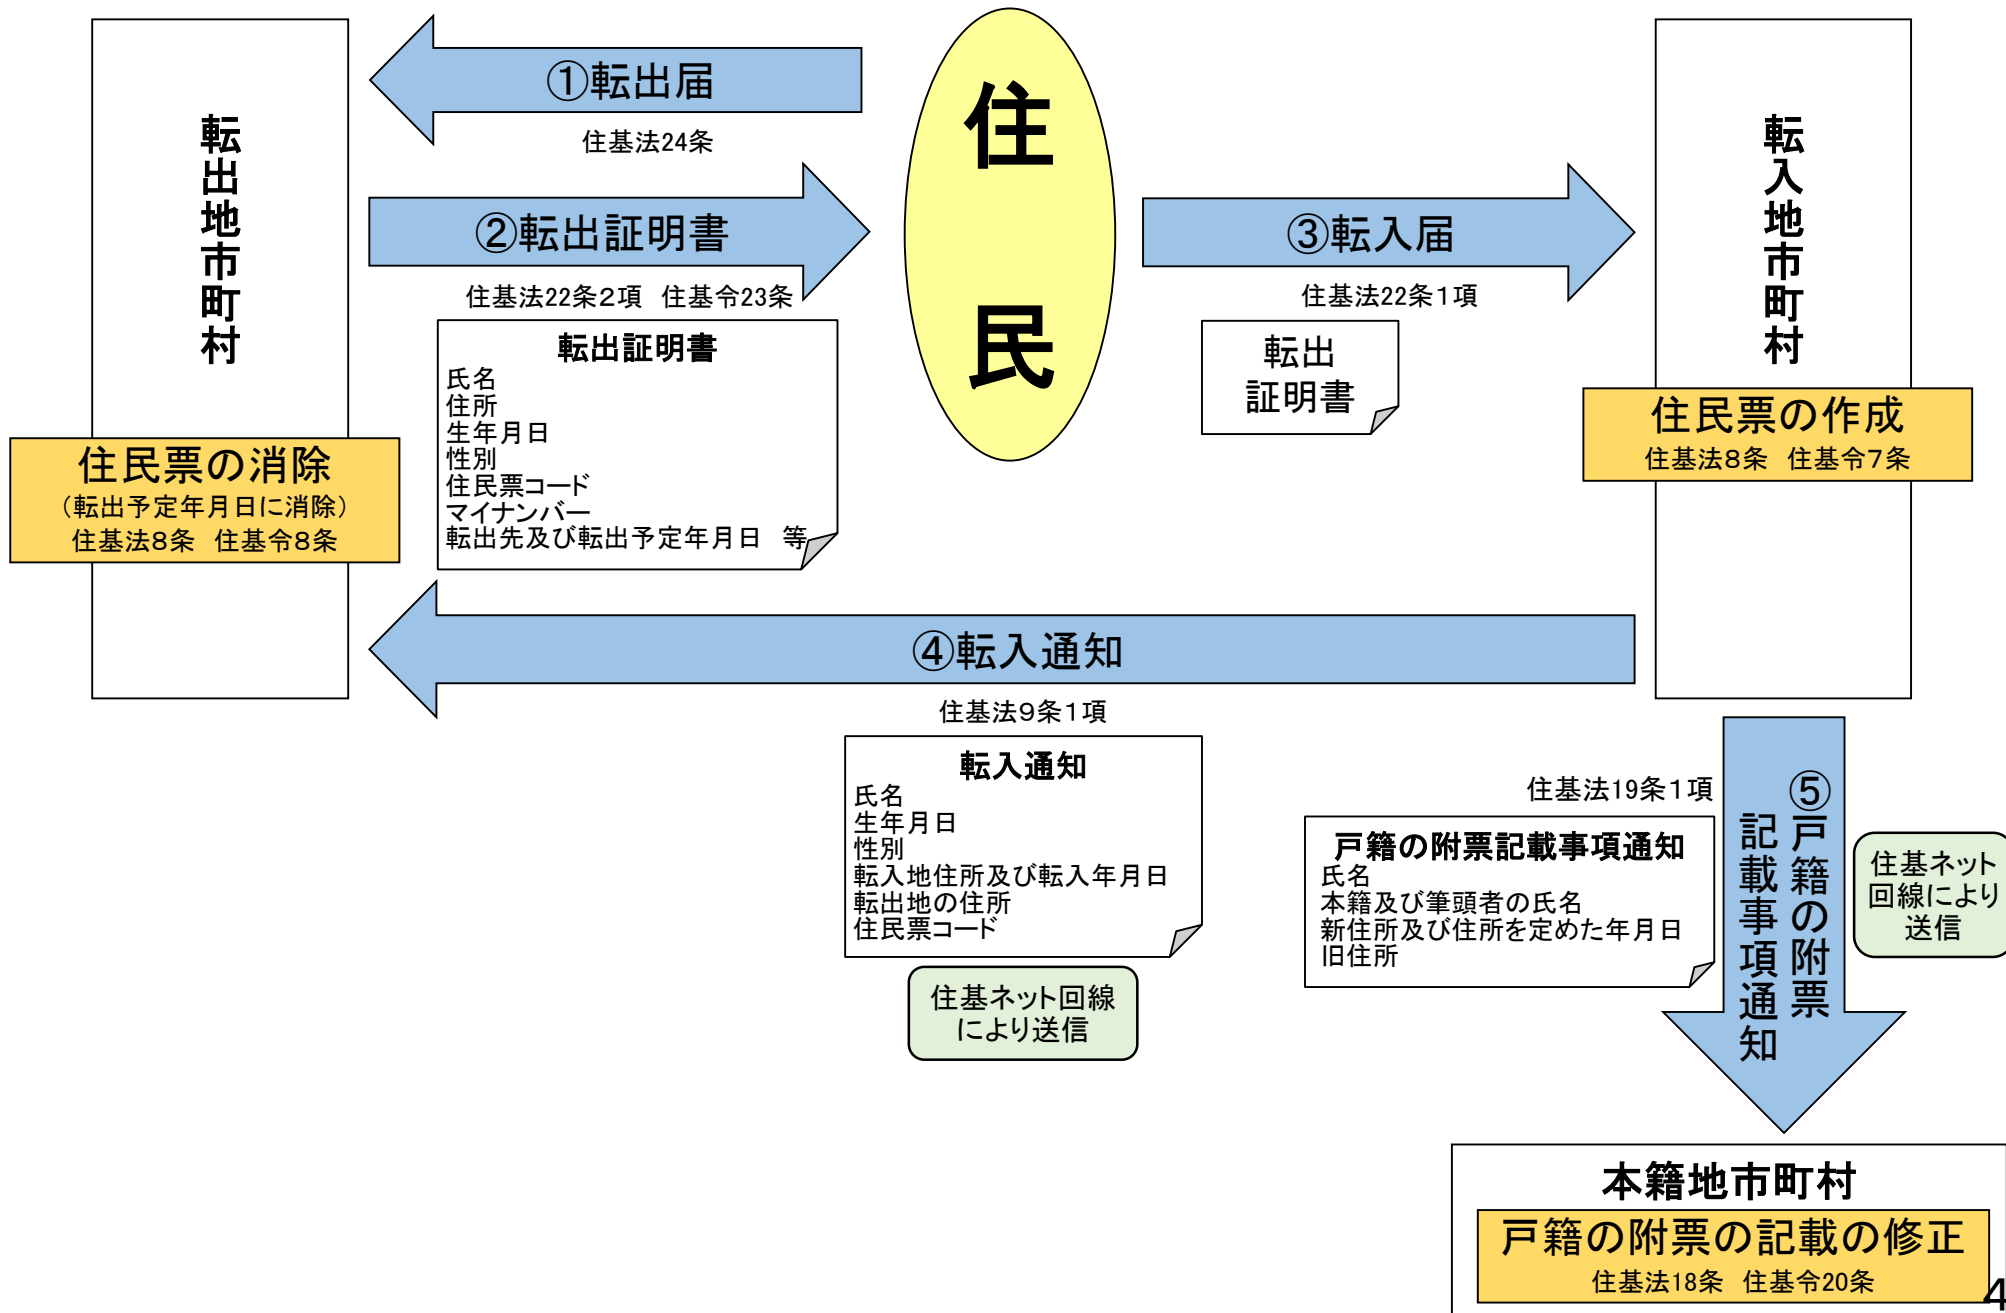 ①転出届
住基法24条
転出地市町村
住民
転入地市町村
②転出証明書
住基法22条２項　住基令23条
③転入届
住基法22条１項
転出証明書
氏名
住所
生年月日
性別
住民票コード
マイナンバー
転出先及び転出予定年月日　等
転出
証明書
住民票の作成
住基法８条　住基令７条
住民票の消除
（転出予定年月日に消除）
住基法８条　住基令８条
④転入通知
住基法９条１項
転入通知
氏名
生年月日
性別
転入地住所及び転入年月日
転出地の住所
住民票コード
住基ネット回線
により送信
住基法19条１項
戸籍の附票記載事項通知
氏名
本籍及び筆頭者の氏名
新住所及び住所を定めた年月日
旧住所
⑤戸籍の附票
記載事項通知
住基ネット
回線により
送信
本籍地市町村
戸籍の附票の記載の修正
住基法18条　住基令20条
4